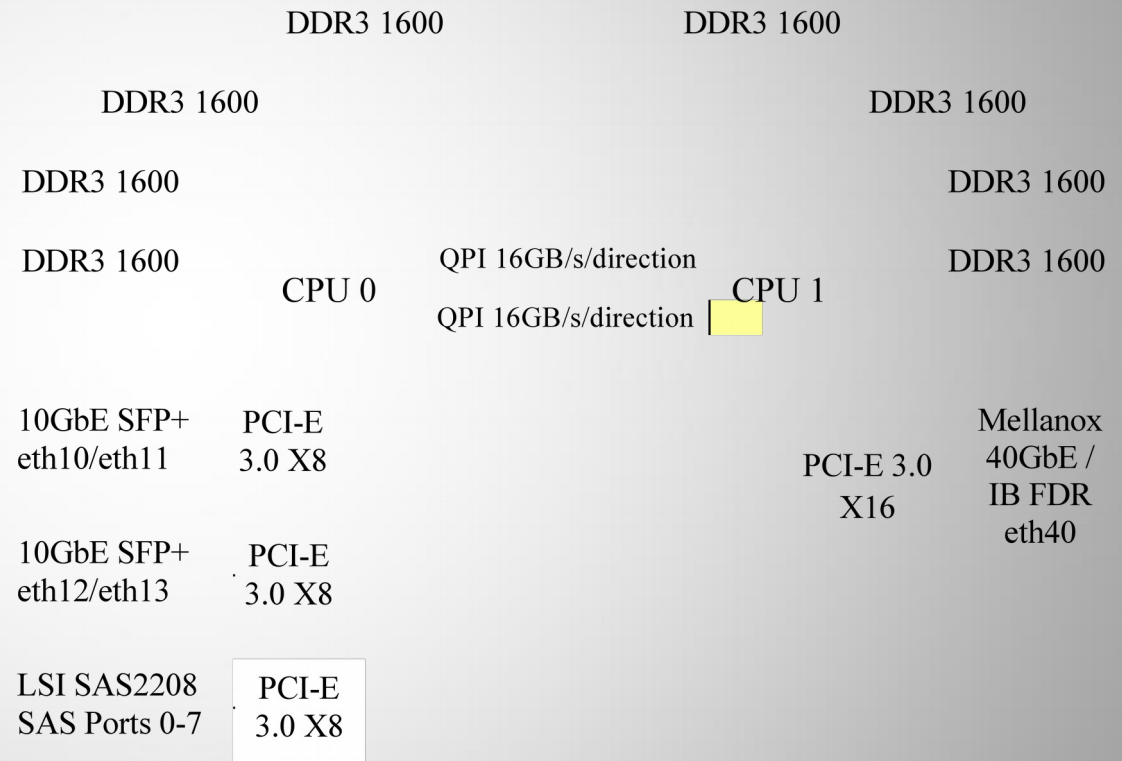 DDR3 1600
DDR3 1600
DDR3 1600
DDR3 1600
DDR3 1600
DDR3 1600
DDR3 1600
DDR3 1600
QPI 16GB/s/direction
CPU 0
CPU 1
QPI 16GB/s/direction
10GbE SFP+
eth10/eth11
PCI-E
3.0 X8
PCI-E 3.0
X16
Mellanox
40GbE /
IB FDR
eth40
10GbE SFP+
eth12/eth13
PCI-E
3.0 X8
LSI SAS2208
SAS Ports 0-7
PCI-E
3.0 X8